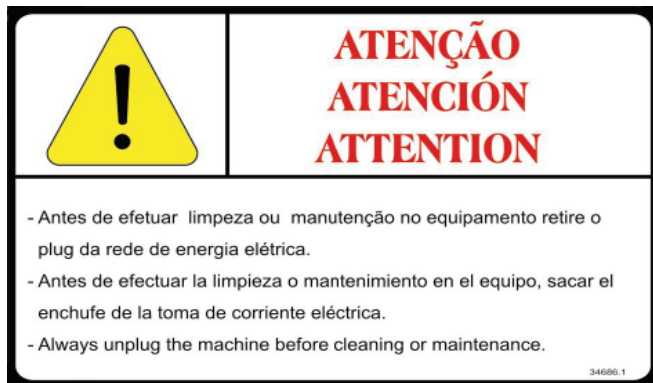 ATENÇÃO
ATENCIÓN
ATTENTION
- Antes de efetuar limpeza ou manutenção no equipamento retire o
plug da rede de energia elétrica.
- Antes de efectuar la limpieza o mantenimiento en el equipo, sacar el
enchufe de la toma de corriente eléctrica.
- Always unplug the machine before cleaning or maintenance.
34686.1